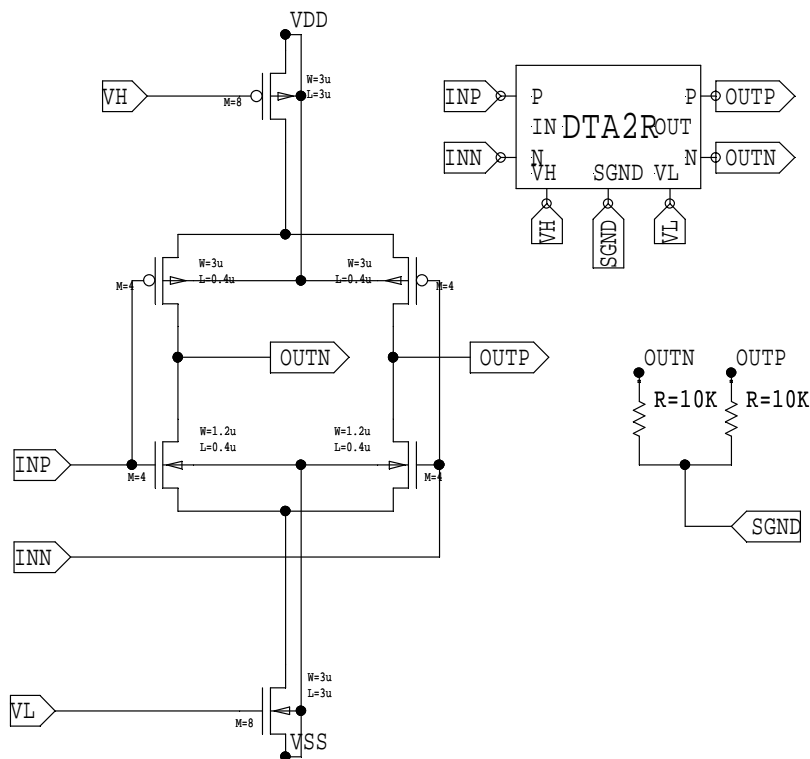 VDD
VH
M=8
W=3u
L=3u
INP
INN
P
IN
N
DTA2R
P
OUT
N
OUTP
OUTN
VH
SGND
VL
VH
SGND
VL
M=4
W=3u
L=0.4u
W=3u
L=0.4u
M=4
OUTN
OUTP
OUTN
OUTP
R=10K
R=10K
SGND
INP
M=4
W=1.2u
L=0.4u
W=1.2u
L=0.4u
M=4
INN
VL
M=8
W=3u
L=3u
VSS